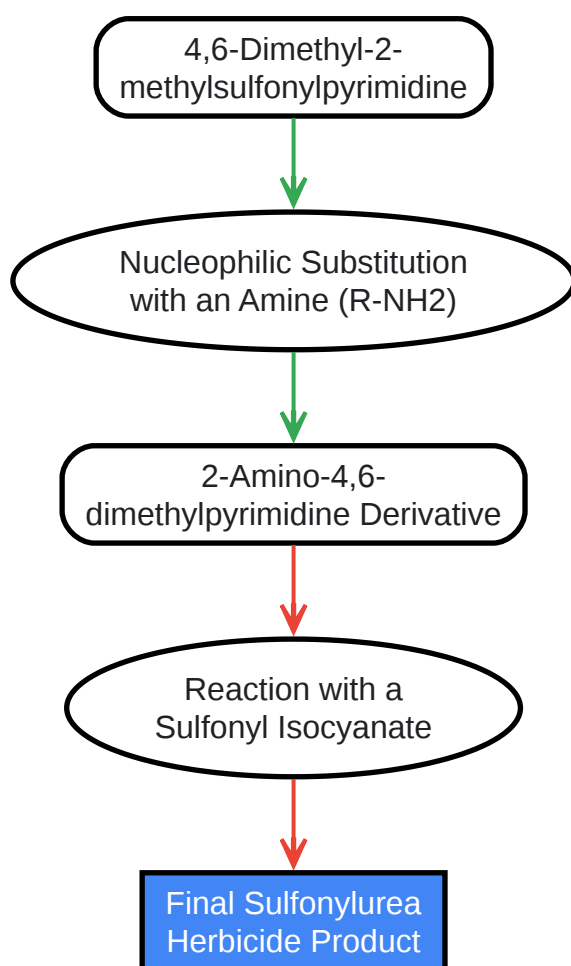 4,6-Dimethyl-2-
methylsulfonylpyrimidine
Nucleophilic Substitution
with an Amine (R-NH2)
2-Amino-4,6-
dimethylpyrimidine Derivative
Reaction with a
Sulfonyl Isocyanate
Final Sulfonylurea
Herbicide Product